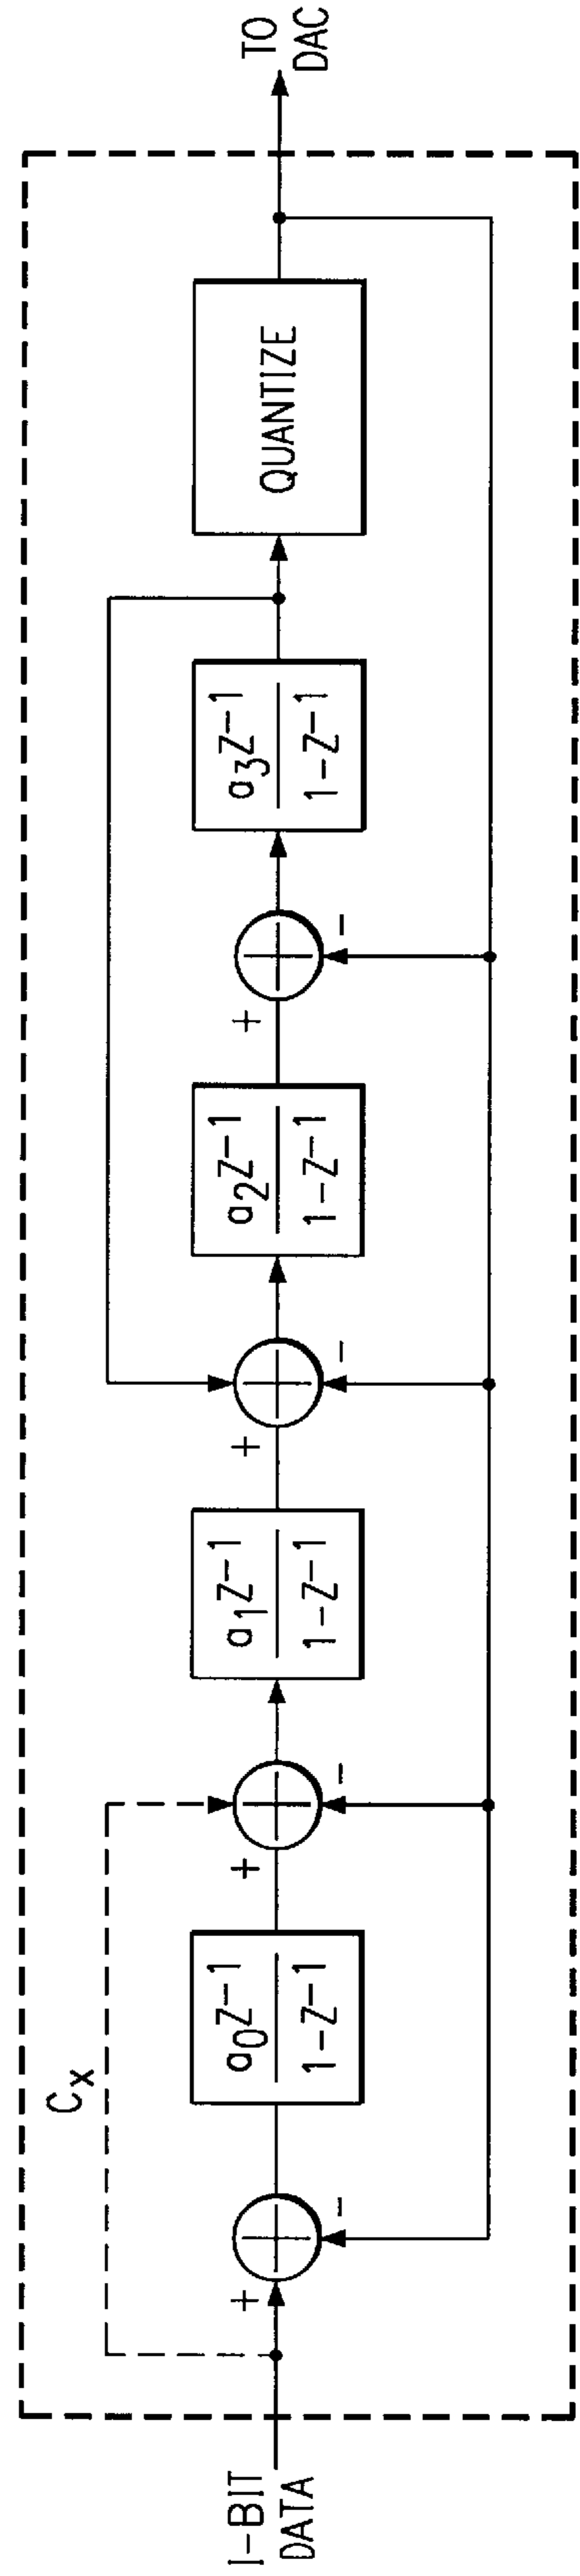 I-BIT
DATA
+
-
Cx
a0Z-1
1-Z-1
+
-
a1Z-1
1-Z-1
+
-
a2Z-1
1-Z-1
+
-
a3Z-1
1-Z-1
QUANTIZE
TO
DAC